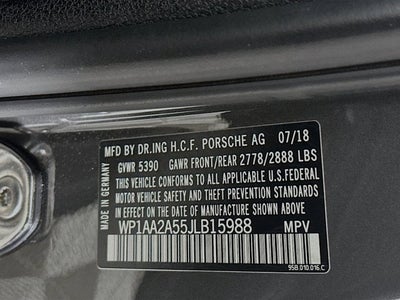 MFD BY DR.ING H.C.F. PORSCHE AG 07/18
GVWR 5390 GAWR FRONT/REAR 2778/2888 LBS
THIS VEHICLE CONFORMS TO ALL APPLICABLE U.S.FEDERAL
MOTOR VEHICLE SAFETY AND THEFT PREVENTION STANDARDS
IN EFFECT ON THE DATE OF MANUFACTURE SHOWN ABOVE
WP1AA2A55JLB15988 MPV
MADE IN GERMANY
95B.010.016.C